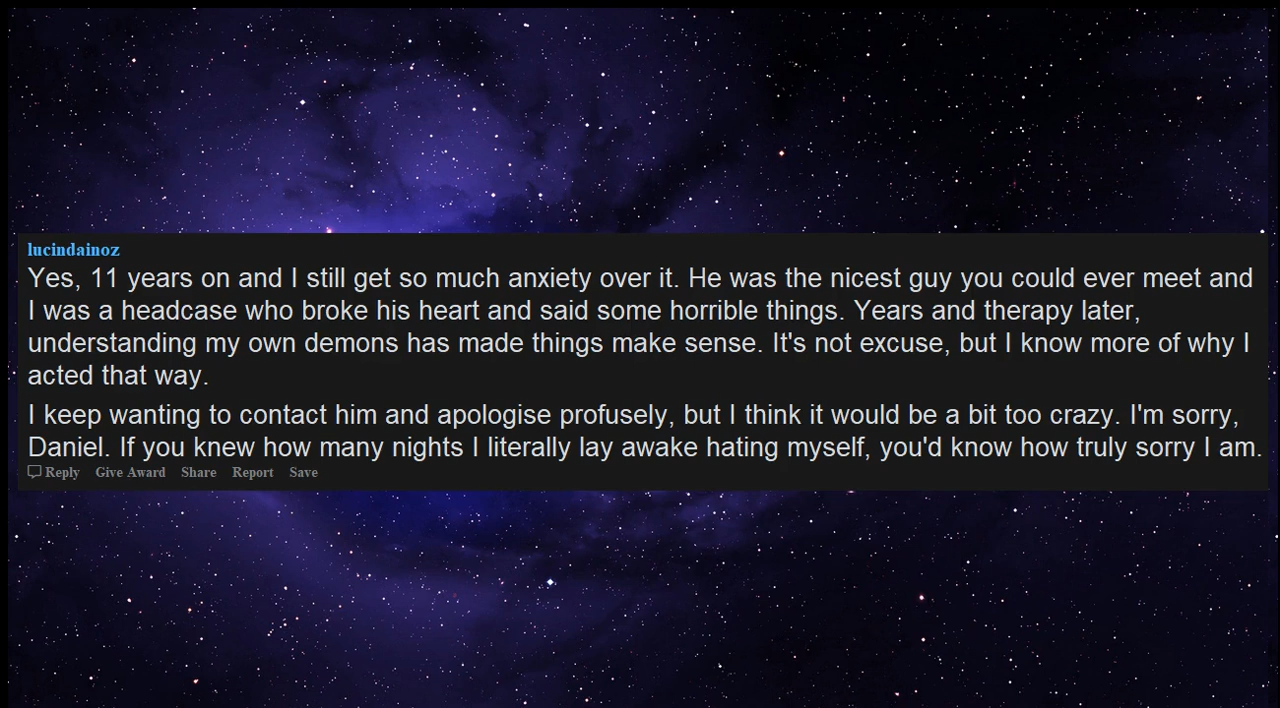 lucindainoz
Yes, 11 years on and I still get so much anxiety over it. He was the nicest guy you could ever meet and
I was a headcase who broke his heart and said some horrible things. Years and therapy later,
understanding my own demons has made things make sense. It's not excuse, but I know more of why I
acted that way.
I keep wanting to contact him and apologise profusely, but I think it would be a bit too crazy. I'm sorry,
Daniel. If you knew how many nights I literally lay awake hating myself, you'd know how truly sorry I am.
Reply Give Award Share Report Save